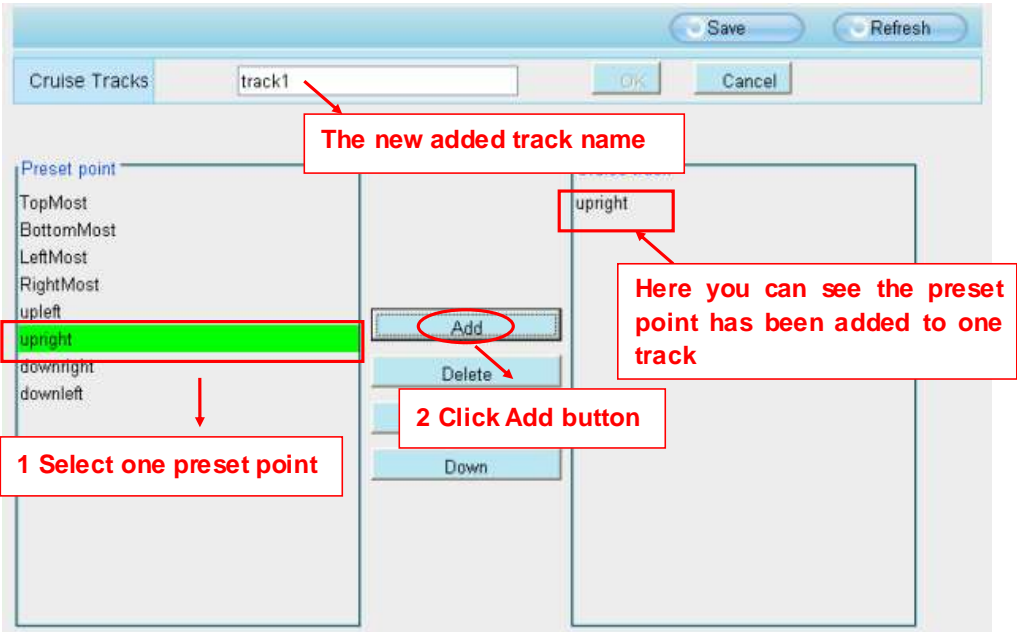 Save
Refresh
Cruise Tracks
track1
OK
Cancel
The new added track name
Preset point
TopMost
BottomMost
LeftMost
RightMost
upleft
upright
downright
downleft
Add
Delete
Down
upright
Here you can see the preset
point has been added to one
track
2 Click Add button
1 Select one preset point